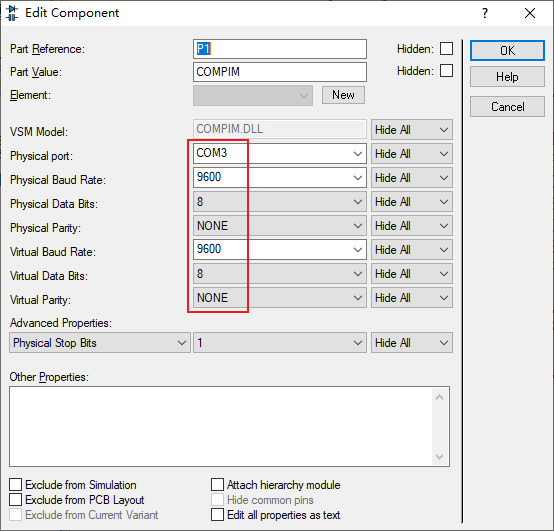 Edit Component
?
Part Reference: P1 Hidden:
Part Value: COMPIM Hidden:
Element: New
VSM Model: COMPIM.DLL Hide All
Physical port: COM3 Hide All
Physical Baud Rate: 9600 Hide All
Physical Data Bits: 8 Hide All
Physical Parity: NONE Hide All
Virtual Baud Rate: 9600 Hide All
Virtual Data Bits: 8 Hide All
Virtual Parity: NONE Hide All
Advanced Properties:
Physical Stop Bits 1 Hide All
Other Properties:
Exclude from Simulation Attach hierarchy module
Exclude from PCB Layout Hide common pins
Exclude from Current Variant Edit all properties as text
OK
Help
Cancel